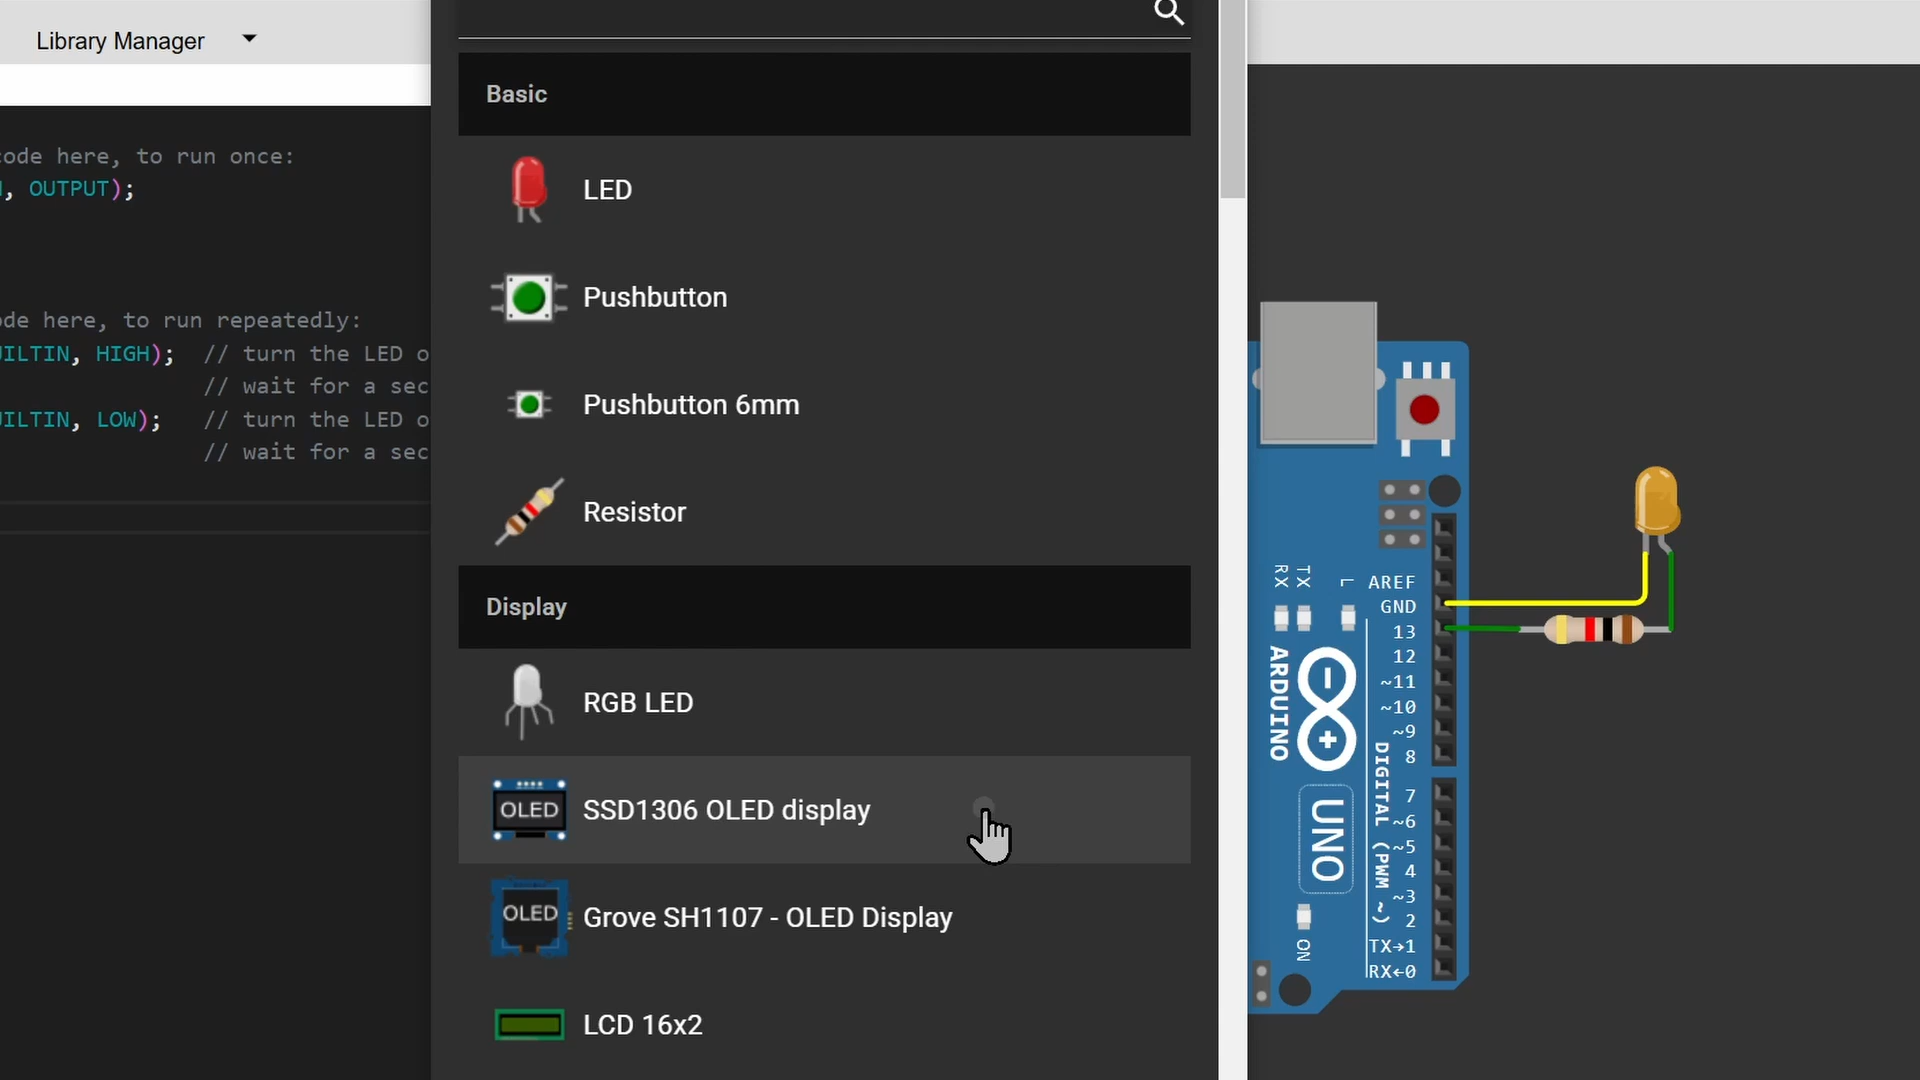 Library Manager
ode here, to run once:
, OUTPUT);
de here, to run repeatedly:
ILTIN, HIGH);  // turn the LED o
// wait for a sec
ILTIN, LOW);  // turn the LED o
// wait for a sec
Basic
LED
Pushbutton
Pushbutton 6mm
Resistor
Display
RGB LED
OLED
SSD1306 OLED display
OLED
Grove SH1107 - OLED Display
LCD 16x2
RX
TX
L
AREF
GND
13
12
~11
~10
~9
8
7
~6
~5
4
~3
2
TX→1
RX←0
DIGITAL (PWM ~)
ARDUINO
UNO
ON